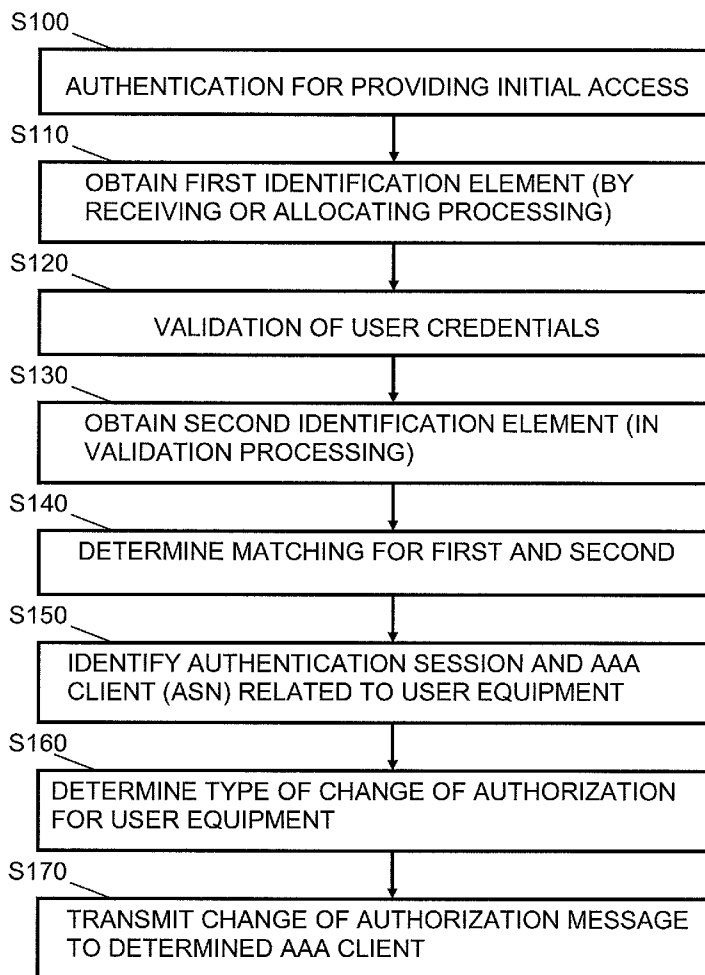 S100
AUTHENTICATION FOR PROVIDING INITIAL ACCESS
S110
OBTAIN FIRST IDENTIFICATION ELEMENT (BY
RECEIVING OR ALLOCATING PROCESSING)
S120
VALIDATION OF USER CREDENTIALS
S130
OBTAIN SECOND IDENTIFICATION ELEMENT (IN
VALIDATION PROCESSING)
S140
DETERMINE MATCHING FOR FIRST AND SECOND
S150
IDENTIFY AUTHENTICATION SESSION AND AAA
CLIENT (ASN) RELATED TO USER EQUIPMENT
S160
DETERMINE TYPE OF CHANGE OF AUTHORIZATION
FOR USER EQUIPMENT
S170
TRANSMIT CHANGE OF AUTHORIZATION MESSAGE
TO DETERMINED AAA CLIENT